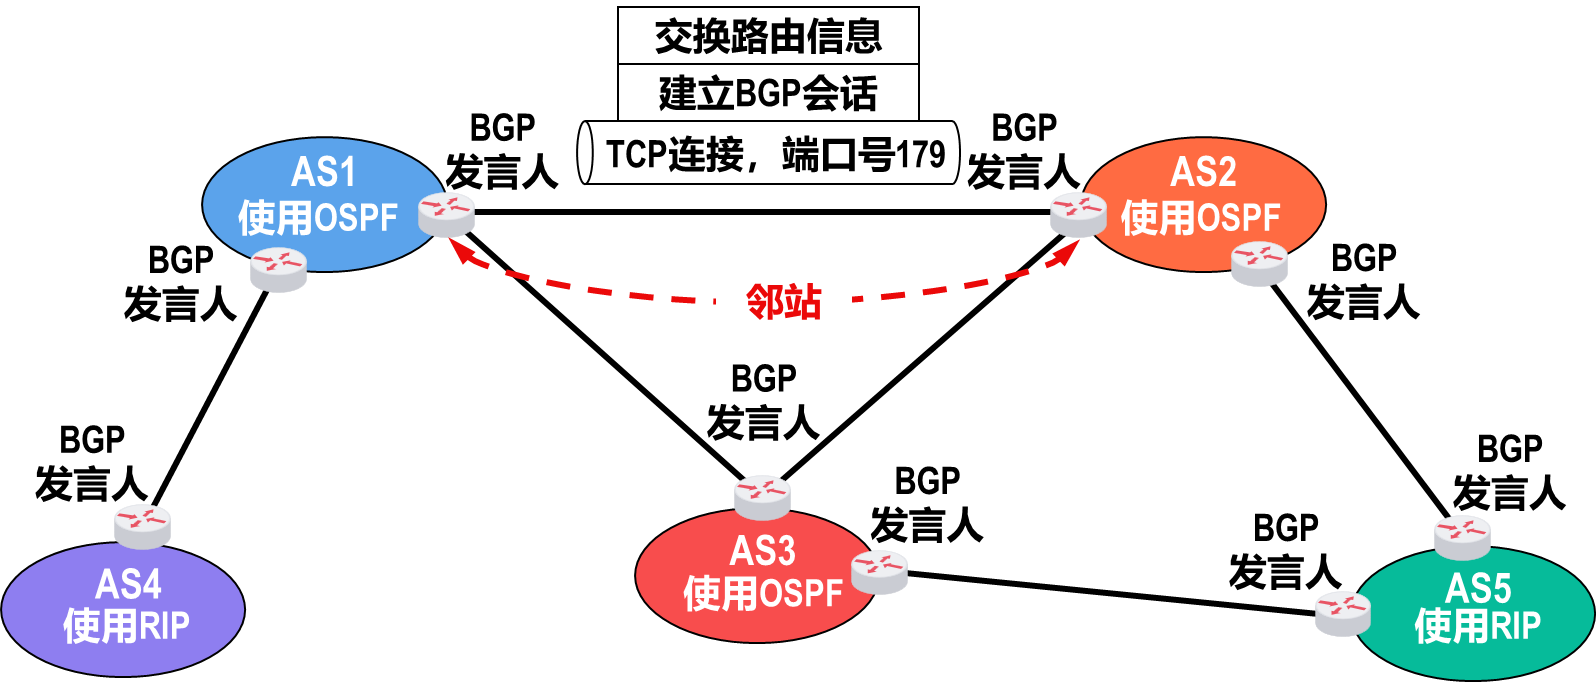 交换路由信息
建立BGP会话
TCP连接，端口号179
BGP
发言人
BGP
发言人
AS1
使用OSPF
AS2
使用OSPF
BGP
发言人
BGP
发言人
邻站
BGP
发言人
BGP
发言人
BGP
发言人
BGP
发言人
BGP
发言人
AS3
使用OSPF
AS4
使用RIP
AS5
使用RIP